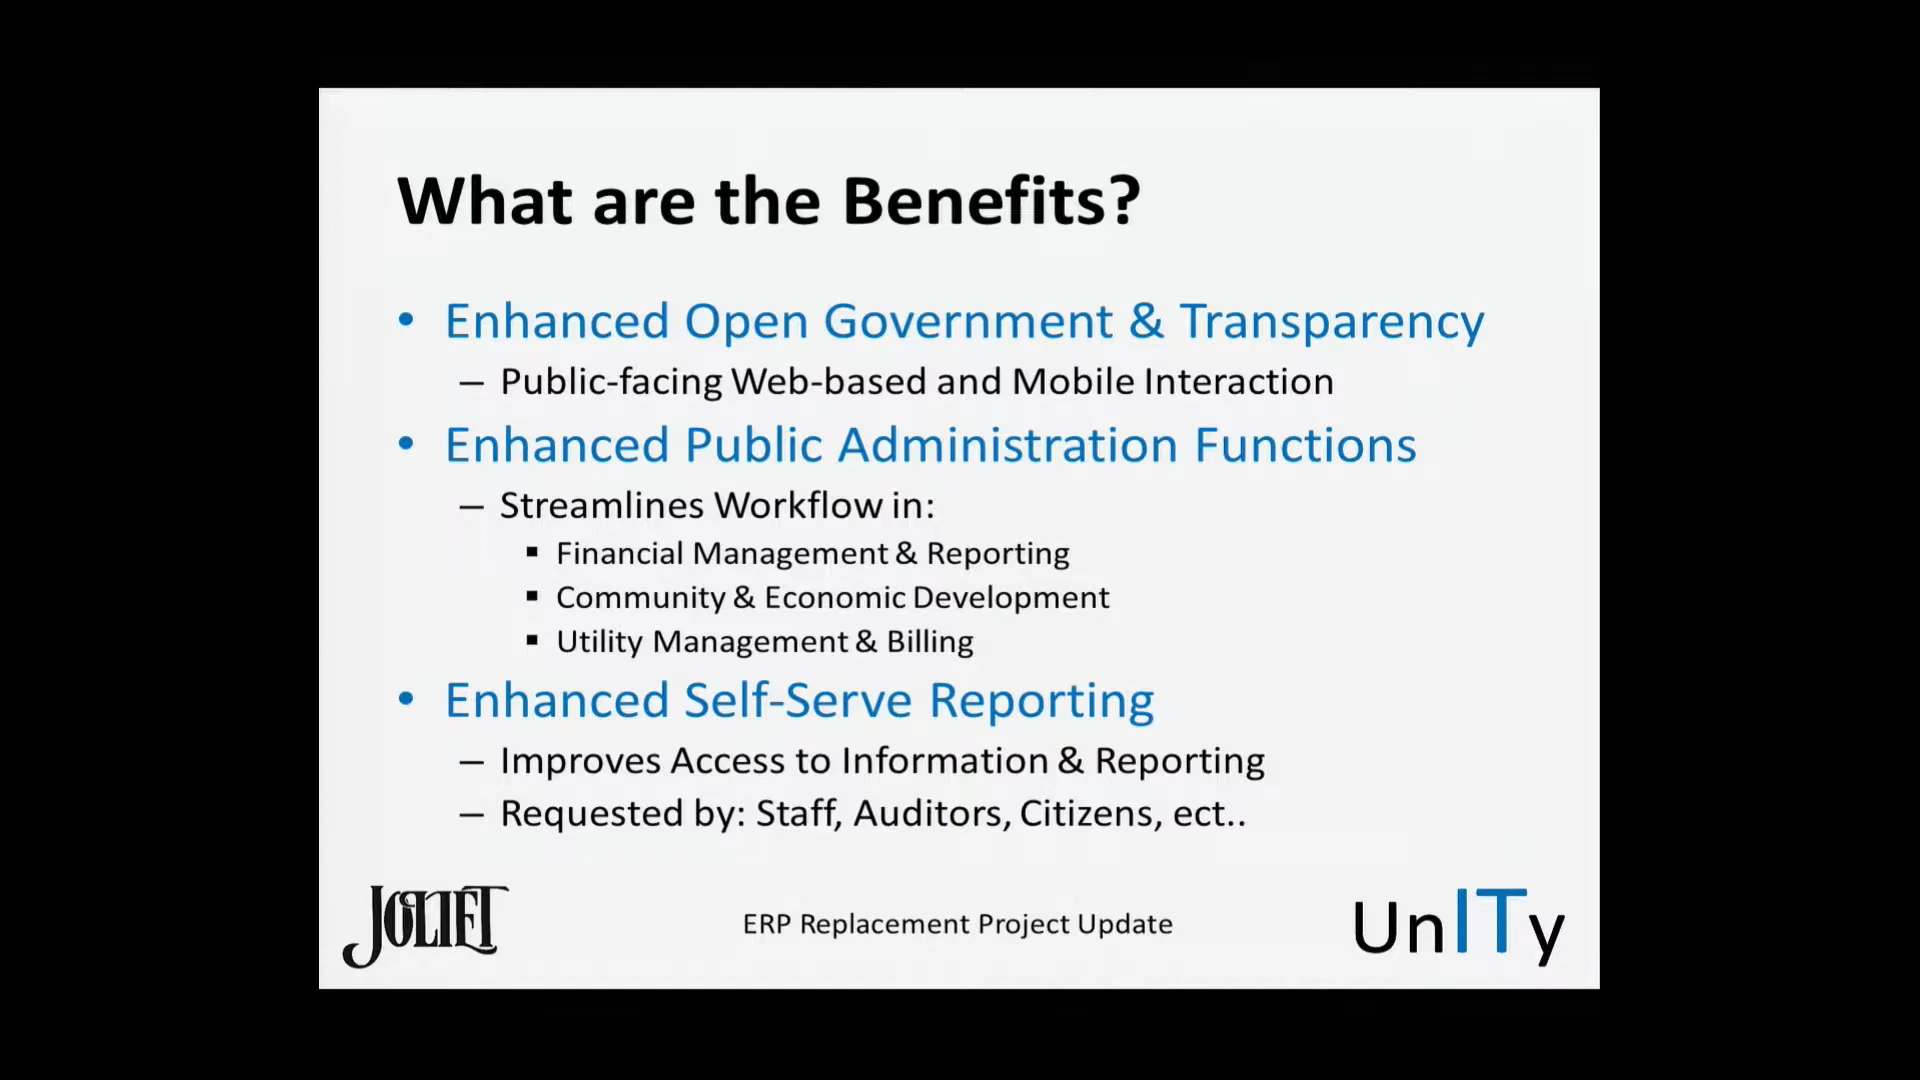 What are the Benefits?
• Enhanced Open Government & Transparency
– Public-facing Web-based and Mobile Interaction
• Enhanced Public Administration Functions
– Streamlines Workflow in:
▪ Financial Management & Reporting
▪ Community & Economic Development
▪ Utility Management & Billing
• Enhanced Self-Serve Reporting
– Improves Access to Information & Reporting
– Requested by: Staff, Auditors, Citizens, ect..
JOLIET
ERP Replacement Project Update
UnITy